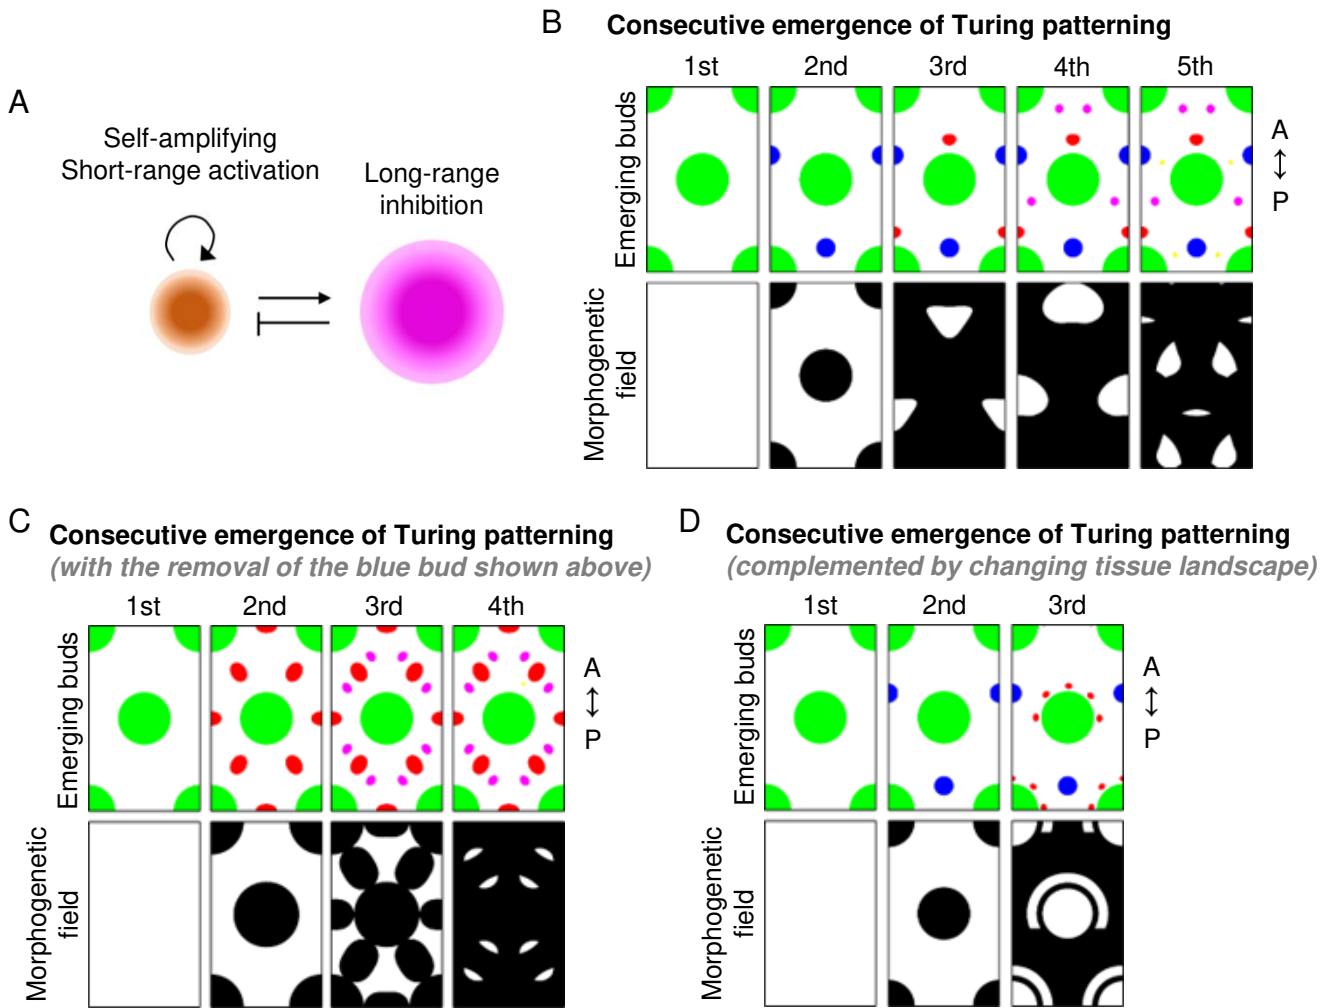 A
Self-amplifying
Short-range activation
Long-range
inhibition
B
Consecutive emergence of Turing patterning
1st 2nd 3rd 4th 5th
Emerging buds
A
P
Morphogenetic
field
C
Consecutive emergence of Turing patterning
(with the removal of the blue bud shown above)
1st 2nd 3rd 4th
Emerging buds
A
P
Morphogenetic
field
D
Consecutive emergence of Turing patterning
(complemented by changing tissue landscape)
1st 2nd 3rd
Emerging buds
A
P
Morphogenetic
field